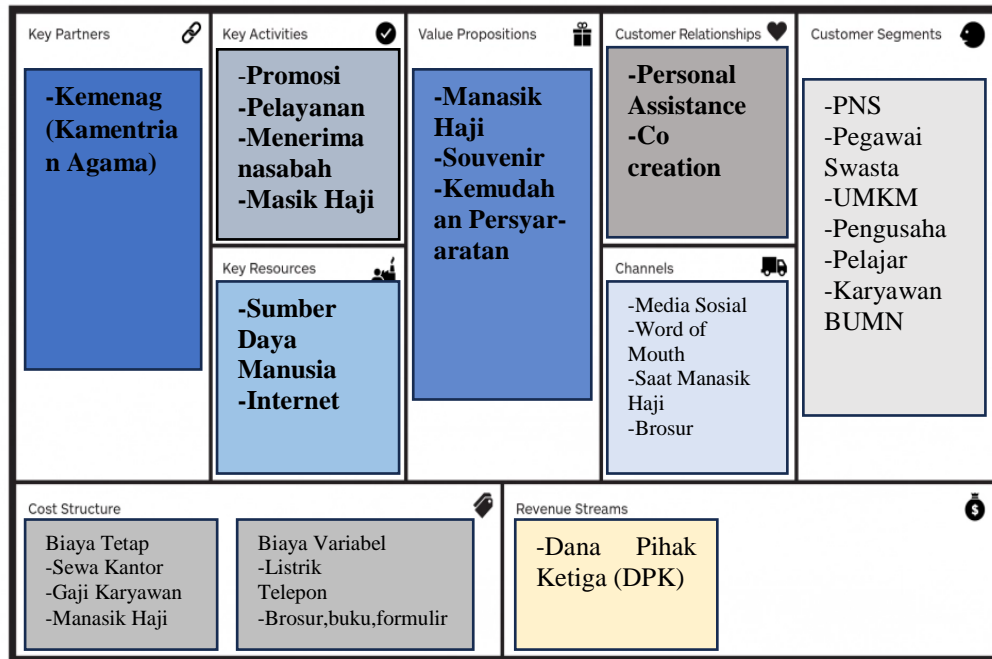 Key Partners
-Kemenag
(Kamentria
n Agama)
Key Activities
-Promosi
-Pelayanan
-Menerima
nasabah
-Masik Haji
Key Resources
-Sumber
Daya
Manusia
-Internet
Value Propositions
-Manasik
Haji
-Souvenir
-Kemudah
an Persyar-
aratan
Customer Relationships
-Personal
Assistance
-Co
creation
Channels
-Media Sosial
-Word of
Mouth
-Saat Manasik
Haji
-Brosur
Customer Segments
-PNS
-Pegawai
Swasta
-UMKM
-Pengusaha
-Pelajar
-Karyawan
BUMN
Cost Structure
Biaya Tetap
-Sewa Kantor
-Gaji Karyawan
-Manasik Haji
Biaya Variabel
-Listrik
Telepon
-Brosur,buku,formulir
Revenue Streams
$
-Dana Pihak
Ketiga (DPK)